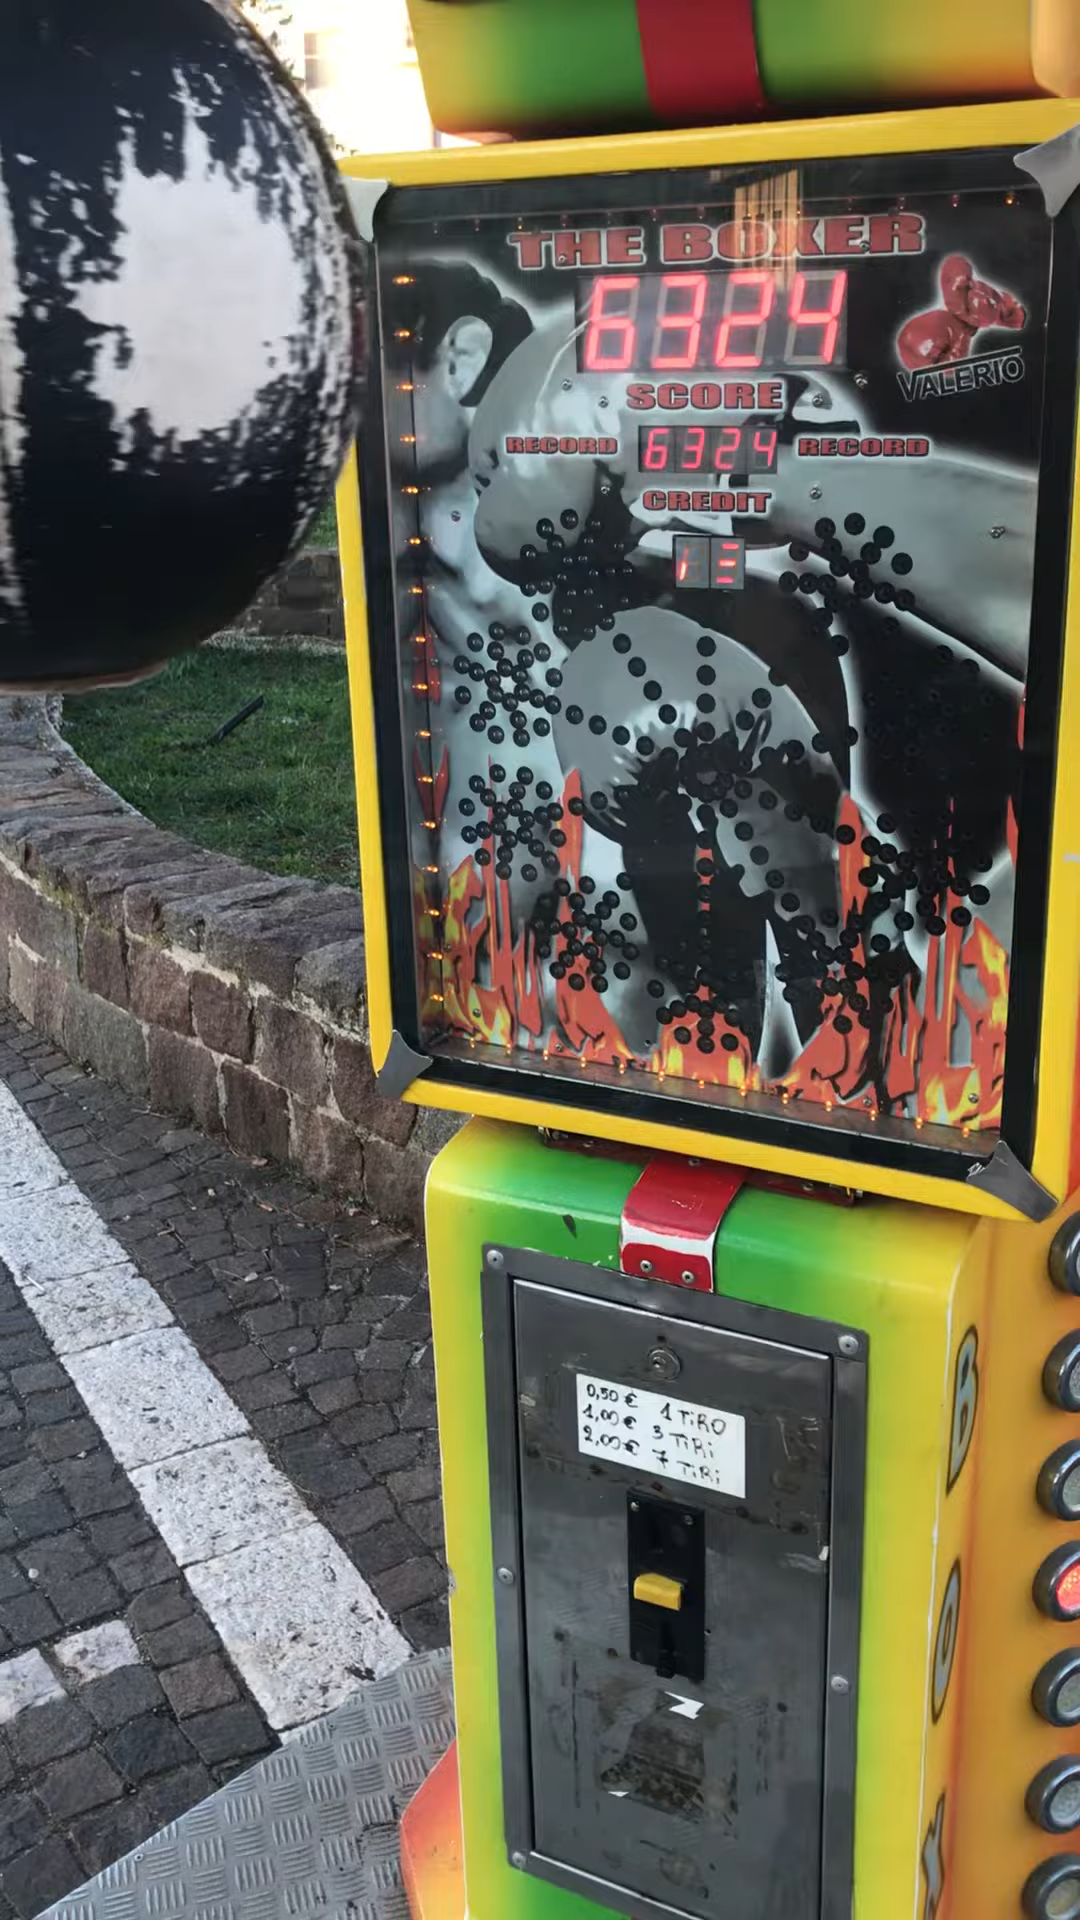 THE BOXER
6324
VALERIO
SCORE
RECORD 6324 RECORD
CREDIT
0,50 € 1 TiRO
1,00 € 3 TiRi
2,00 € 7 TiRi
B
O
X